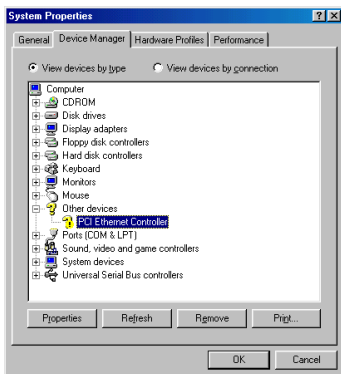 System Properties
General Device Manager Hardware Profiles Performance
View devices by type View devices by connection
Computer
CDROM
Disk drives
Display adapters
Floppy disk controllers
Hard disk controllers
Keyboard
Monitors
Mouse
Other devices
PCI Ethernet Controller
Ports (COM & LPT)
Sound, video and game controllers
System devices
Universal Serial Bus controllers
Properties Refresh Remove Print...
OK Cancel